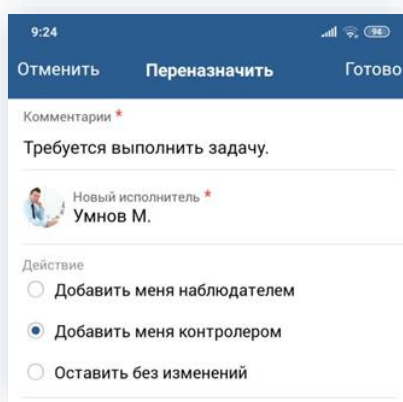 9:24 94
Отменить Переназначить Готово
Комментарии *
Требуется выполнить задачу.
Новый исполнитель *
Умнов М.
Действие
Добавить меня наблюдателем
Добавить меня контролером
Оставить без изменений